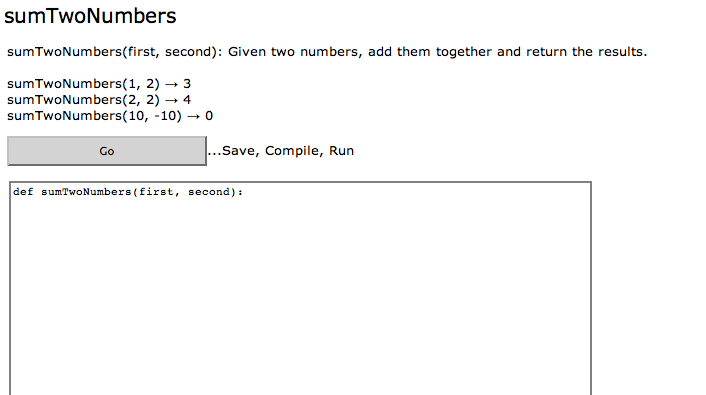 sumTwoNumbers
sumTwoNumbers(first, second): Given two numbers, add them together and return the results.
sumTwoNumbers(1, 2) → 3
sumTwoNumbers(2, 2) → 4
sumTwoNumbers(10, -10) → 0
Go ...Save, Compile, Run
def sumTwoNumbers(first, second):